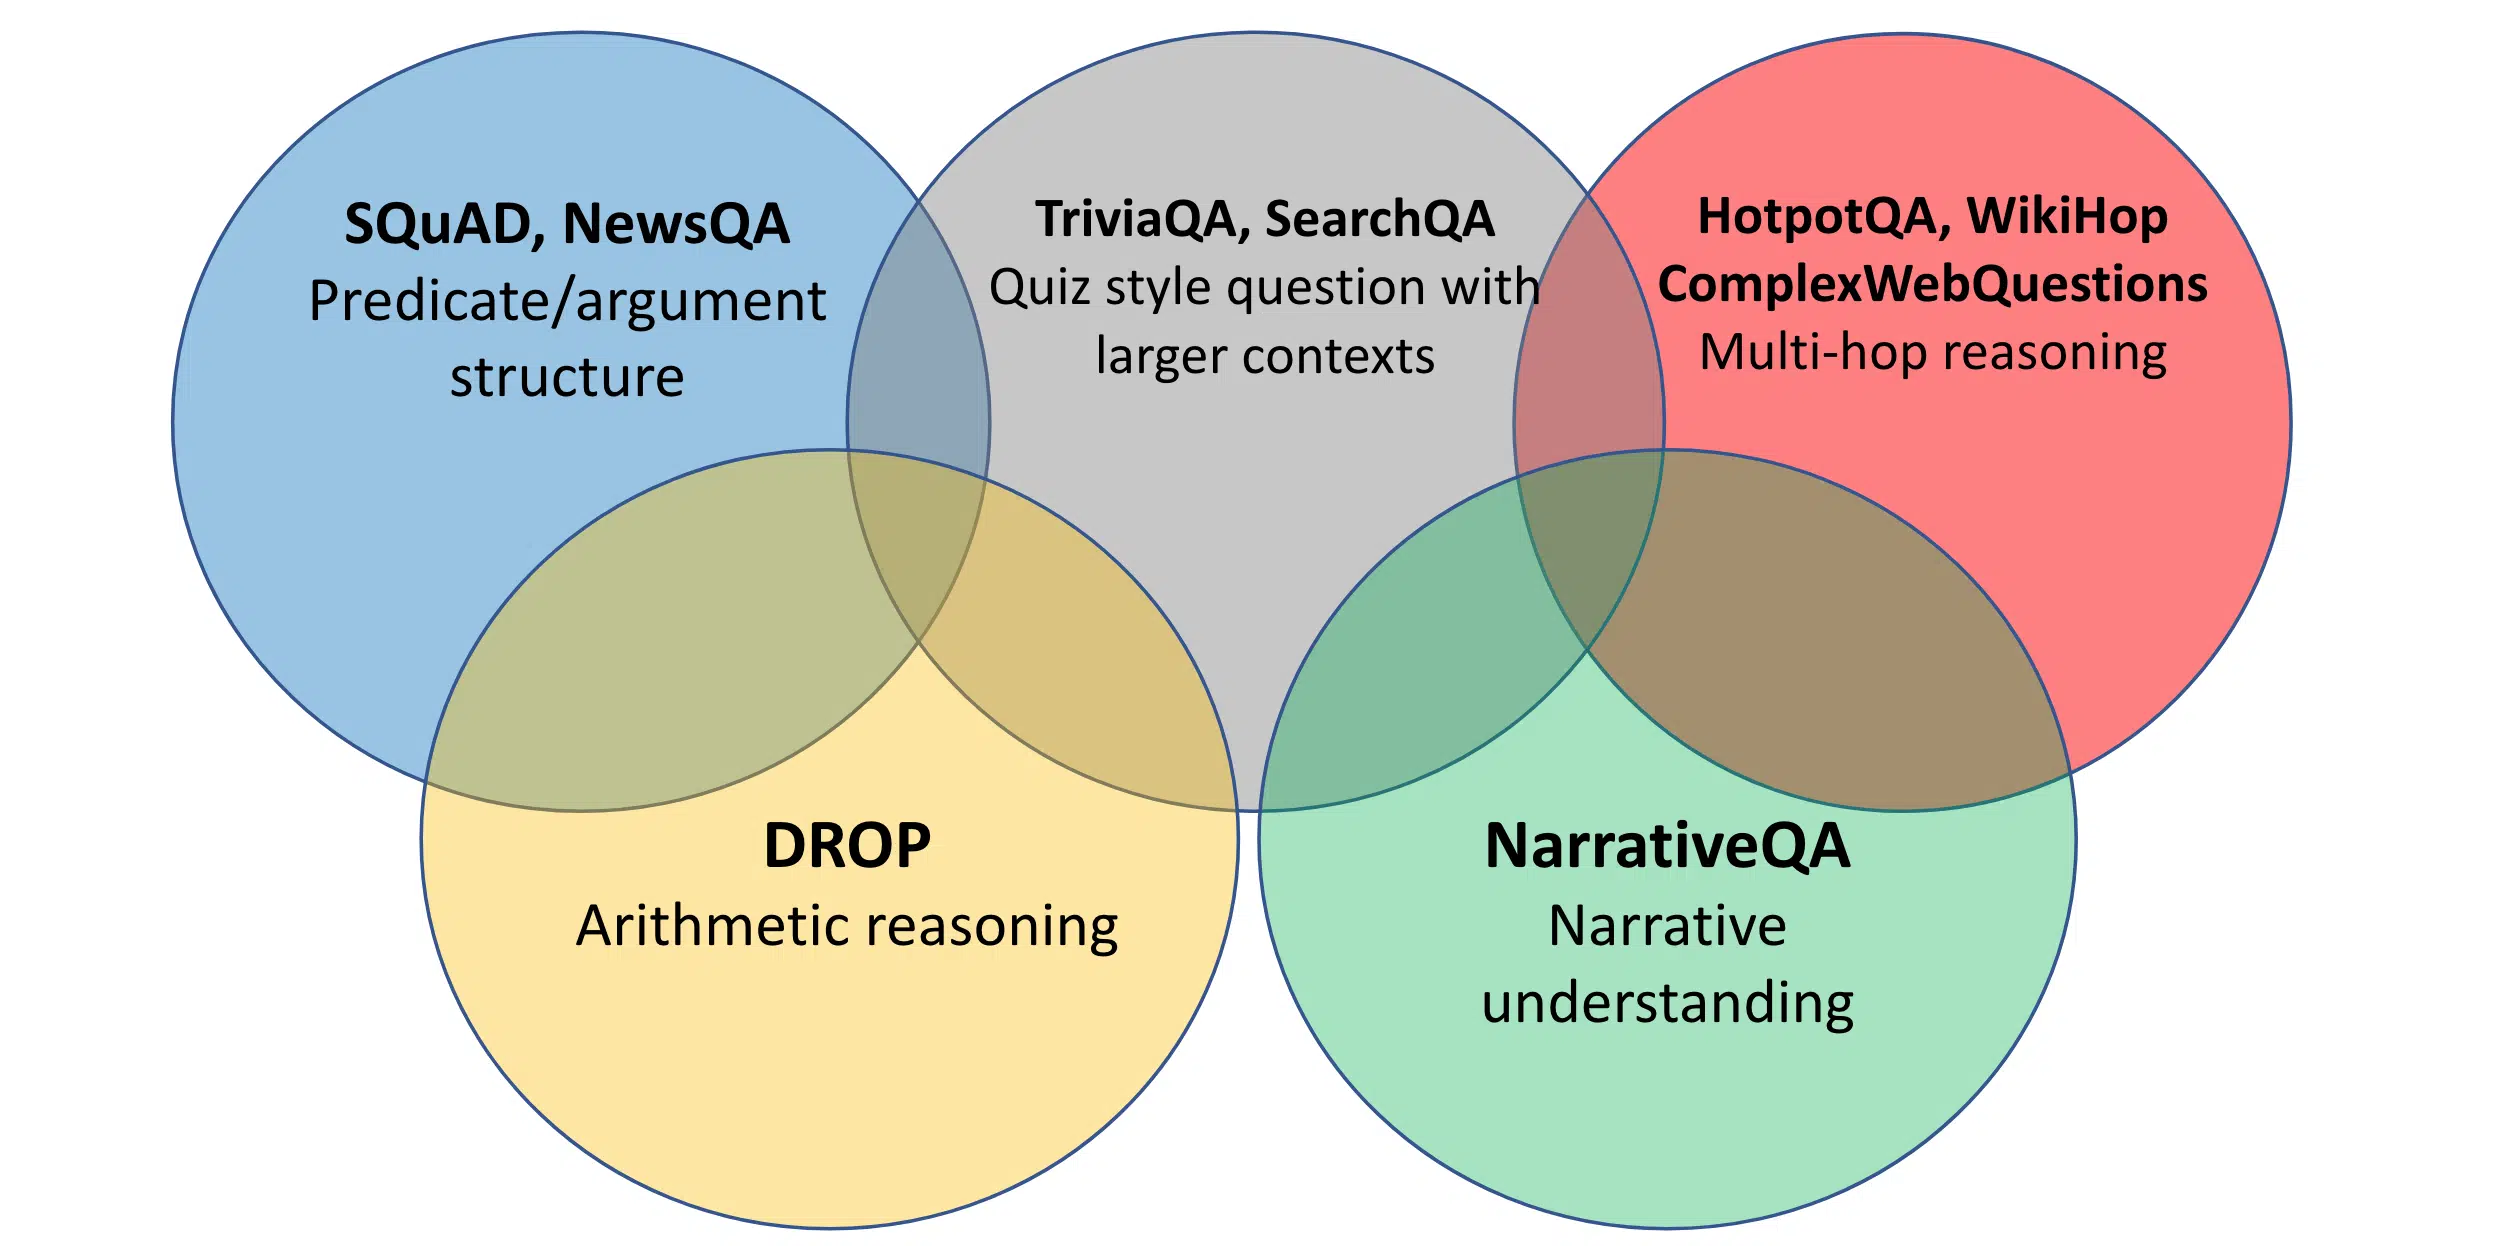 SQuAD, NewsQA
Predicate/argument
structure
TriviaQA, SearchQA
Quiz style question with
larger contexts
HotpotQA, WikiHop
ComplexWebQuestions
Multi-hop reasoning
DROP
Arithmetic reasoning
NarrativeQA
Narrative
understanding